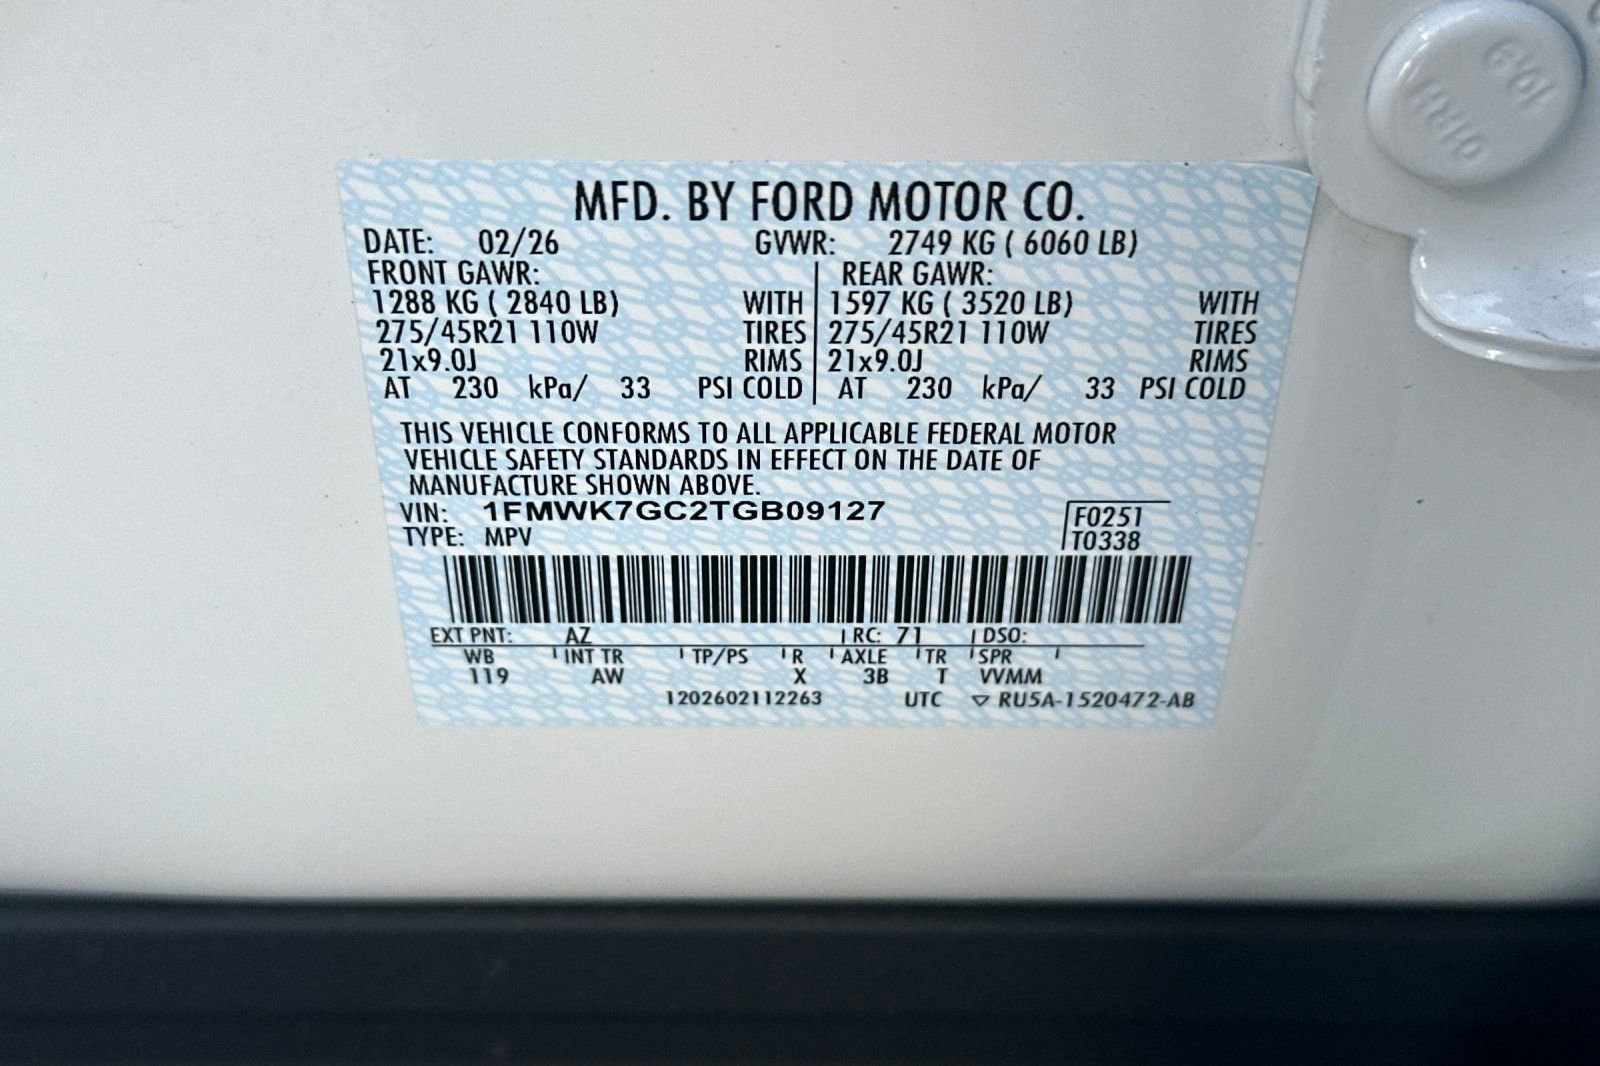 MFD. BY FORD MOTOR CO.
DATE: 02/26 GVWR: 2749 KG ( 6060 LB)
FRONT GAWR: REAR GAWR:
1288 KG ( 2840 LB) WITH 1597 KG ( 3520 LB) WITH
275/45R21 110W TIRES 275/45R21 110W TIRES
21x9.0J RIMS 21x9.0J RIMS
AT 230 kPa/ 33 PSI COLD AT 230 kPa/ 33 PSI COLD
THIS VEHICLE CONFORMS TO ALL APPLICABLE FEDERAL MOTOR
VEHICLE SAFETY STANDARDS IN EFFECT ON THE DATE OF
MANUFACTURE SHOWN ABOVE.
VIN: 1FMWK7GC2TGB09127 F0251
TYPE: MPV T0338
EXT PNT: AZ RC: 71 DSO:
WB INT TR TP/PS R AXLE TR SPR
119 AW X 3B T VVMM
1202602112263 UTC ▽ RU5A-1520472-AB
10.9